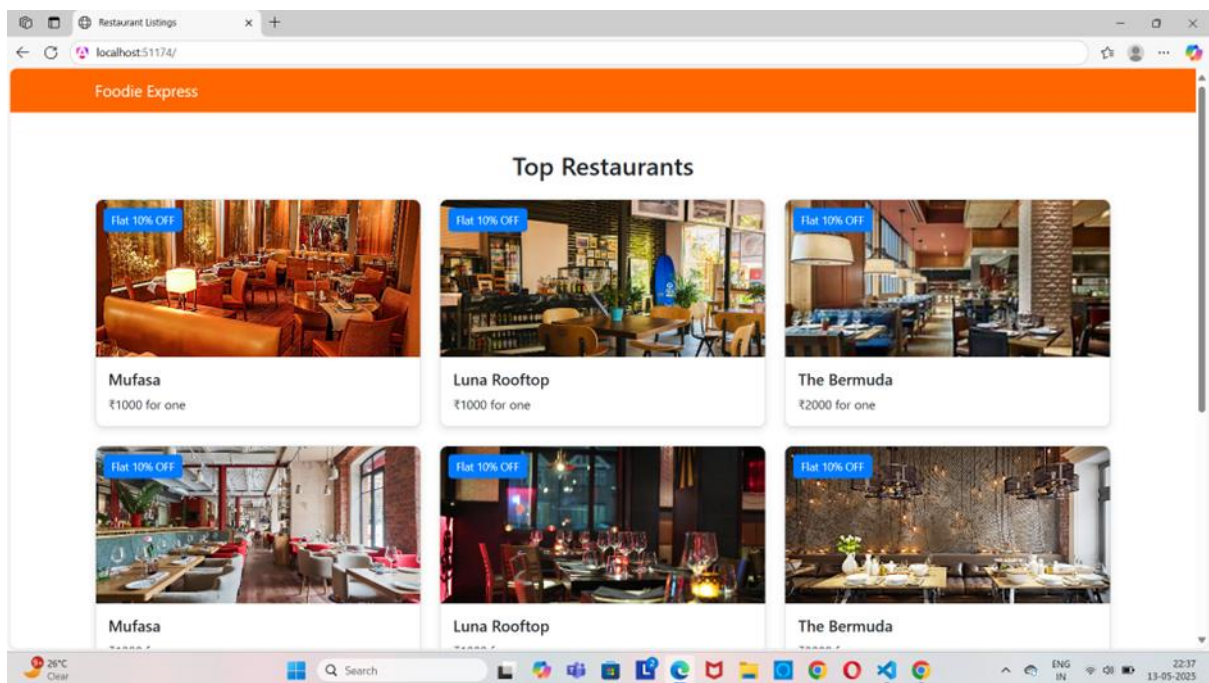 Restaurant Listings
localhost:51174/
Foodie Express
Top Restaurants
Flat 10% OFF
Flat 10% OFF
Flat 10% OFF
Mufasa
Luna Rooftop
The Bermuda
₹1000 for one
₹1000 for one
₹2000 for one
Flat 10% OFF
Flat 10% OFF
Flat 10% OFF
Mufasa
Luna Rooftop
The Bermuda
26°C
Clear
Search
ENG
IN
22:37
13-05-2025